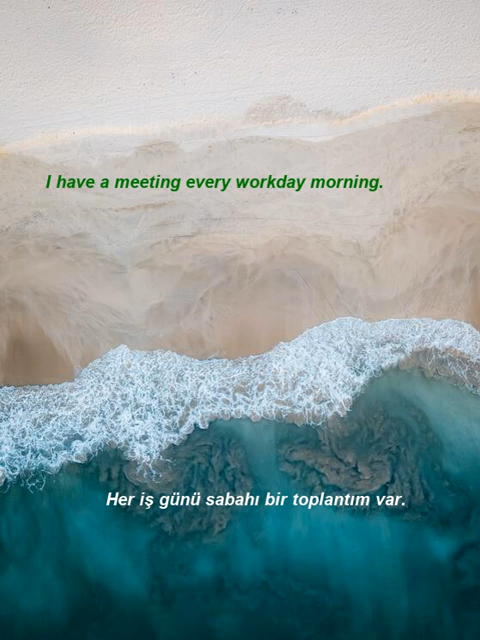 I have a meeting every workday morning.
Her iş günü sabahı bir toplantım var.